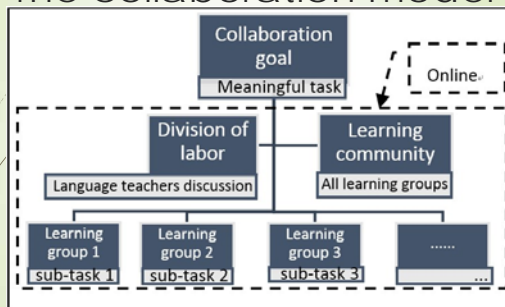 The collaboration model
Collaboration
goal
Meaningful task
Online
Division of
labor
Learning
community
Language teachers discussion
All learning groups
Learning
group 1
Learning
group 2
Learning
group 3
......
sub-task 1
sub-task 2
sub-task 3
...